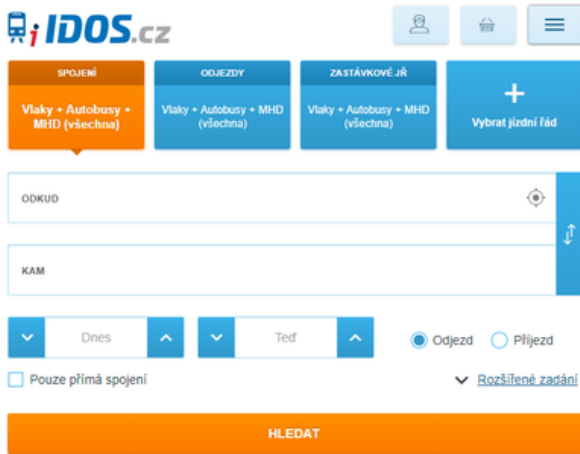 IDOS.cz
SPOJENÍ
Vlaky + Autobusy +
MHD (všechna)
ODJEZDY
Vlaky + Autobusy + MHD
(všechna)
ZASTÁVKOVÉ JŘ
Vlaky + Autobusy + MHD
(všechna)
+
Vybrat jízdní řád
ODKUD
KAM
Dnes
Teď
Odjezd
Příjezd
Pouze přímá spojení
Rozšířené zadání
HLEDAT